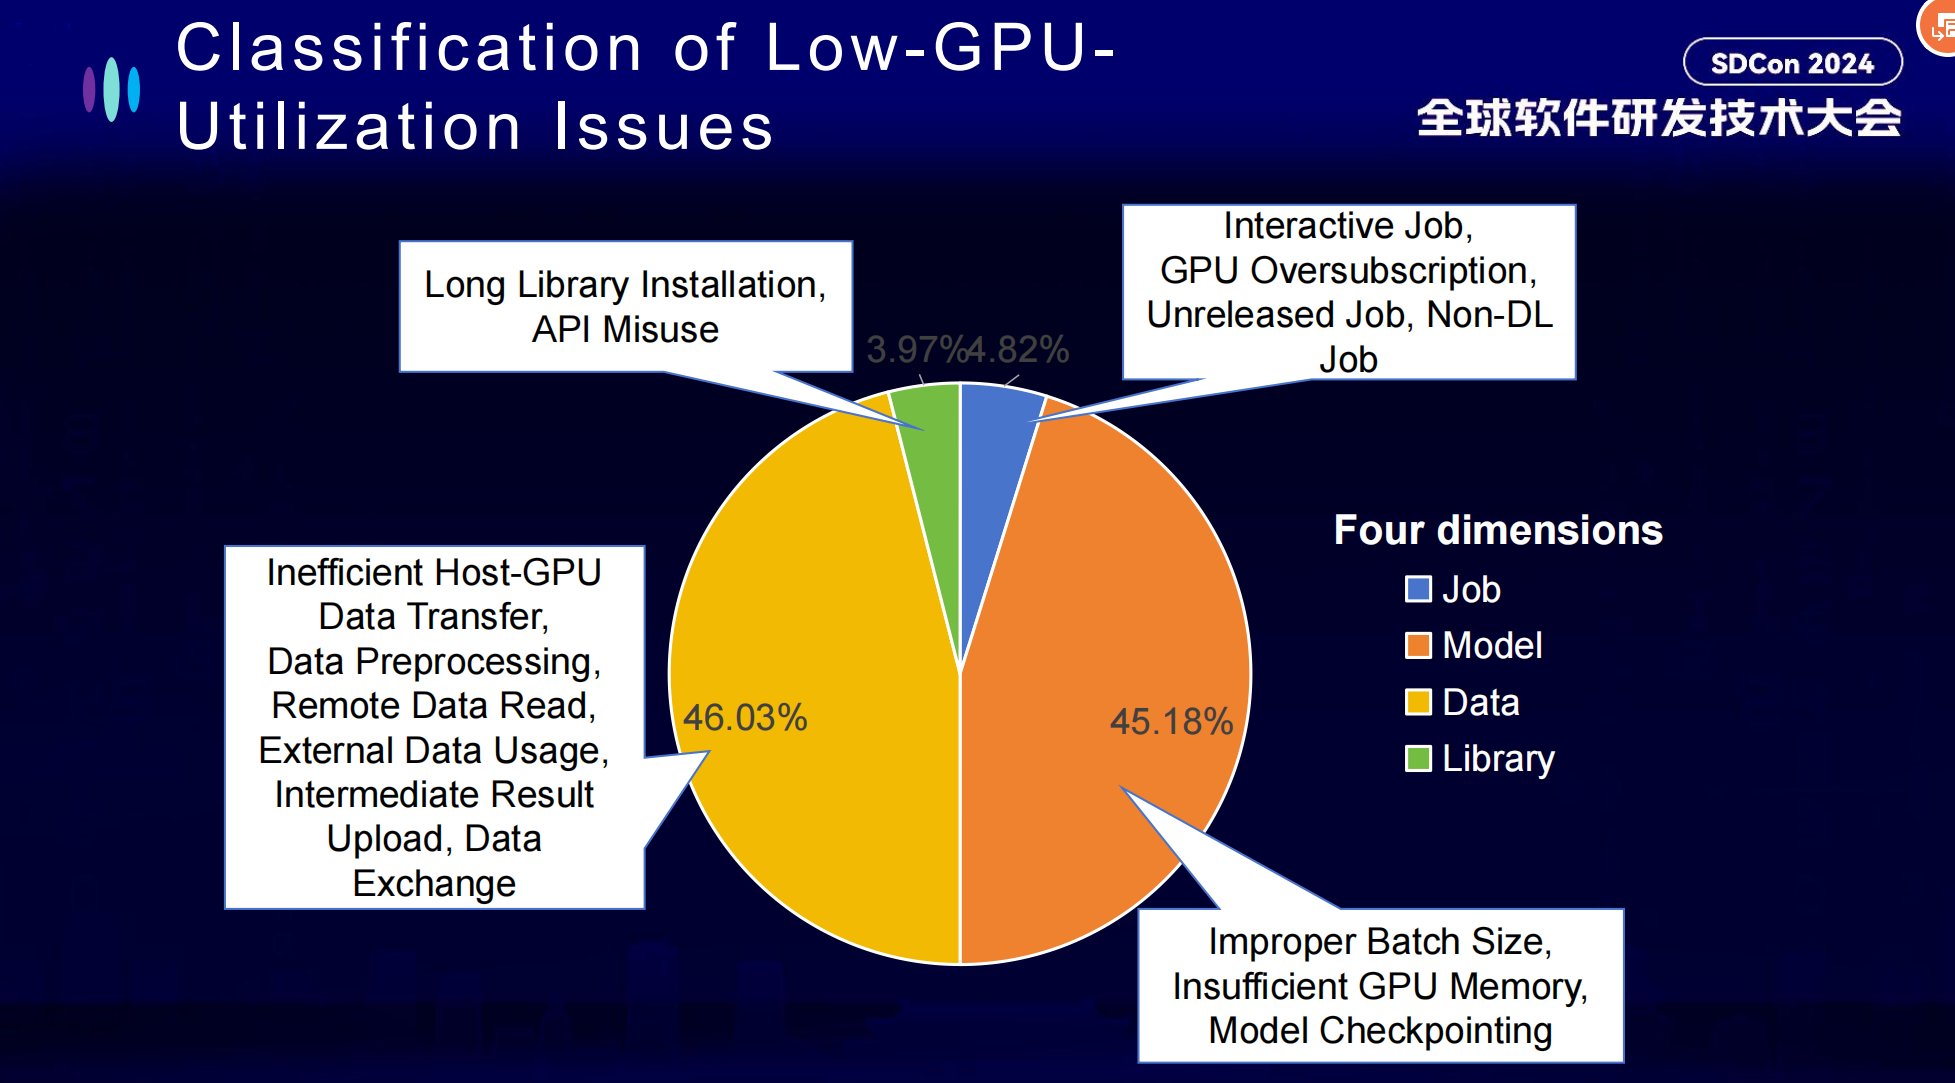 Classification of Low-GPU-
Utilization Issues
SDCon 2024
全球软件研发技术大会
Long Library Installation,
API Misuse
Interactive Job,
GPU Oversubscription,
Unreleased Job, Non-DL
Job
3.97%
4.82%
Inefficient Host-GPU
Data Transfer,
Data Preprocessing,
Remote Data Read,
External Data Usage,
Intermediate Result
Upload, Data
Exchange
46.03%
45.18%
Four dimensions
Job
Model
Data
Library
Improper Batch Size,
Insufficient GPU Memory,
Model Checkpointing